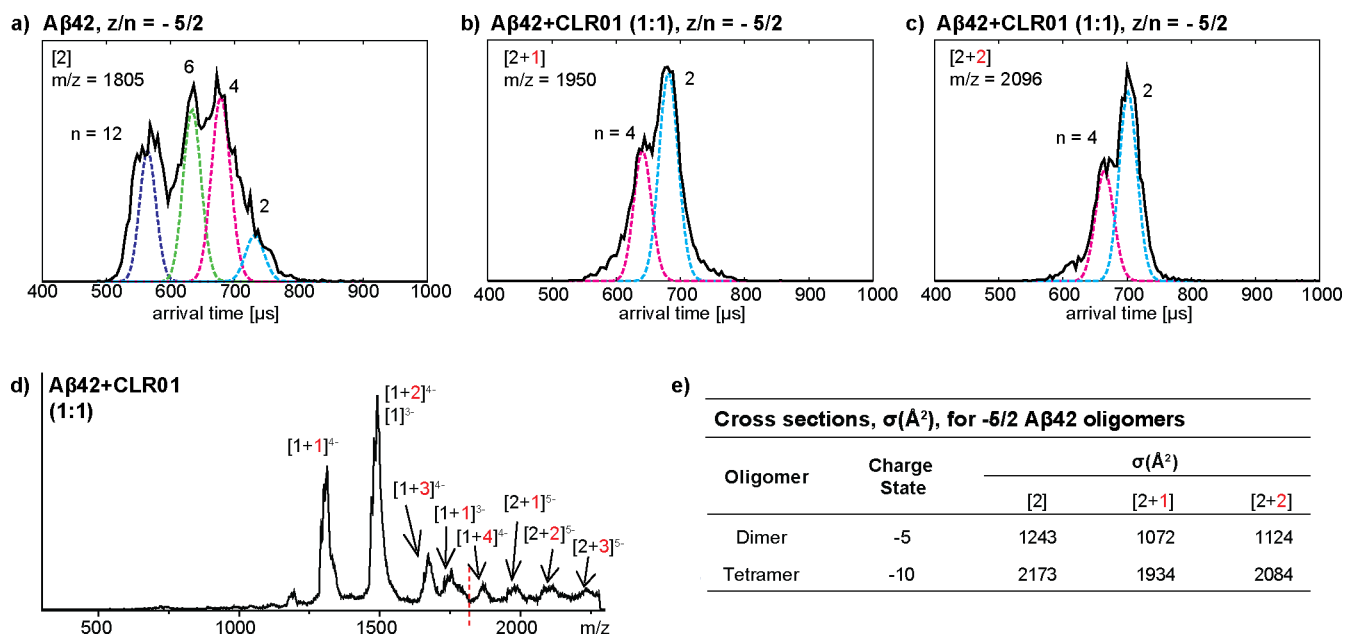 a) Aβ42, z/n = - 5/2
[2]
m/z = 1805
n = 12
6
4
2
400 500 600 700 800 900 1000
arrival time [µs]
b) Aβ42+CLR01 (1:1), z/n = - 5/2
[2+1]
m/z = 1950
n = 4
2
400 500 600 700 800 900 1000
arrival time [µs]
c) Aβ42+CLR01 (1:1), z/n = - 5/2
[2+2]
m/z = 2096
n = 4
2
400 500 600 700 800 900 1000
arrival time [µs]
d) Aβ42+CLR01
(1:1)
[1+1]⁴⁻
[1+2]⁴⁻
[1]³⁻
[1+3]⁴⁻
[1+1]³⁻
[1+4]⁴⁻
[2+1]⁵⁻
[2+2]⁵⁻
[2+3]⁵⁻
500 1000 1500 2000 m/z
e)
Cross sections, σ(Å²), for -5/2 Aβ42 oligomers
Oligomer Charge State σ(Å²)
[2] [2+1] [2+2]
Dimer -5 1243 1072 1124
Tetramer -10 2173 1934 2084